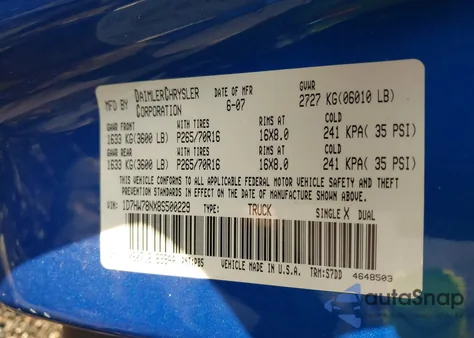 MFD BY DAIMLERCHRYSLER CORPORATION DATE OF MFR 6-07 GVWR 2727 KG(06010 LB)
GAWR FRONT WITH TIRES RIMS AT COLD
1633 KG(3600 LB) P265/70R16 16X8.0 241 KPA( 35 PSI)
GAWR REAR WITH TIRES RIMS AT COLD
1633 KG(3600 LB) P265/70R16 16X8.0 241 KPA( 35 PSI)
THIS VEHICLE CONFORMS TO ALL APPLICABLE FEDERAL MOTOR VEHICLE SAFETY AND THEFT
PREVENTION STANDARDS IN EFFECT ON THE DATE OF MANUFACTURE SHOWN ABOVE.
VIN: 1D7HW78NX8S500229 TYPE: TRUCK SINGLE X DUAL
PNT:PB5 VEHICLE MADE IN U.S.A. TRM:S7DD 4648503
autoSnap